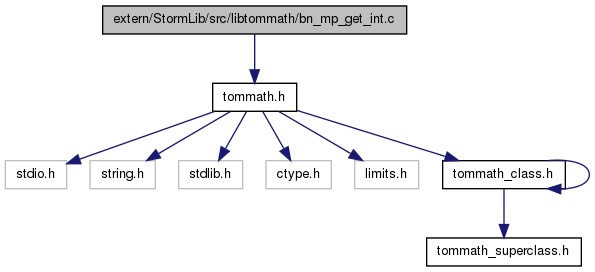 extern/StormLib/src/libtommath/bn_mp_get_int.c
tommath.h
stdio.h
string.h
stdlib.h
ctype.h
limits.h
tommath_class.h
tommath_superclass.h